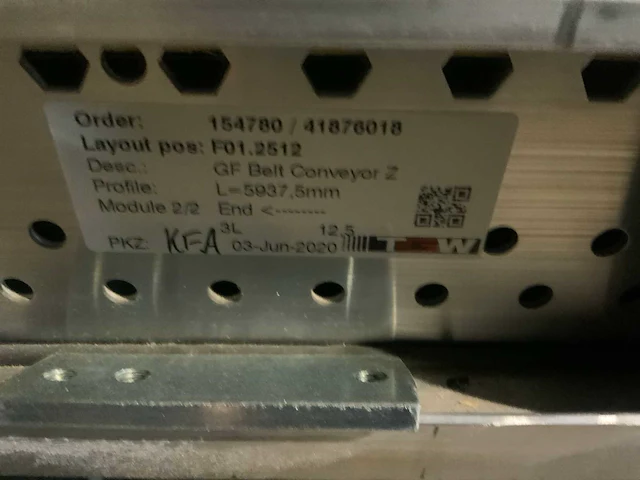 Order: 154780 / 41876018
Layout pos: F01.2512
Desc.: GF Belt Conveyor Z
Profile: L=5937,5mm
Module 2/2 End <--------
3L 12.5
PKZ: KFA 03-Jun-2020 TGW